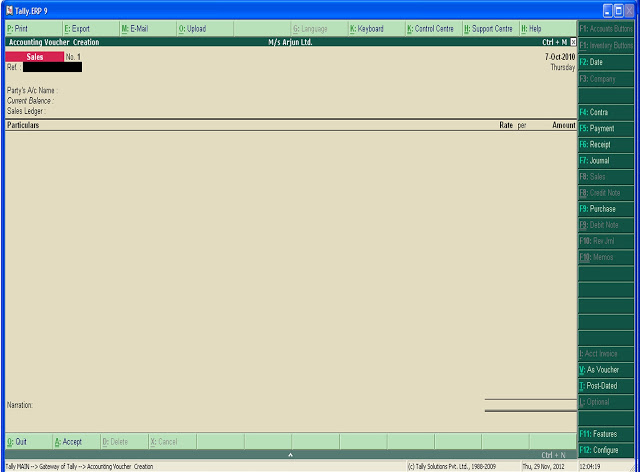 Tally.ERP 9
P: Print E: Export M: E-Mail O: Upload G: Language K: Keyboard K: Control Centre H: Support Centre H: Help
F1: Accounts Buttons
Accounting Voucher Creation M/s Arjun Ltd. Ctrl + M
F1: Inventory Buttons
Sales No. 1 7-Oct-2010
F2: Date
Ref. : Thursday
F3: Company
Party's A/c Name :
Current Balance :
Sales Ledger :
F4: Contra
Particulars Rate per Amount
F5: Payment
F6: Receipt
F7: Journal
F8: Sales
F8: Credit Note
F9: Purchase
F9: Debit Note
F10: Rev Jrnl
F10: Memos
I: Acct Invoice
V: As Voucher
T: Post-Dated
L: Optional
Narration:
F11: Features
Q: Quit A: Accept D: Delete X: Cancel
F12: Configure
Ctrl + N
Tally MAIN --> Gateway of Tally --> Accounting Voucher Creation (c) Tally Solutions Pvt. Ltd., 1988-2009 Thu, 29 Nov, 2012 12:04:19